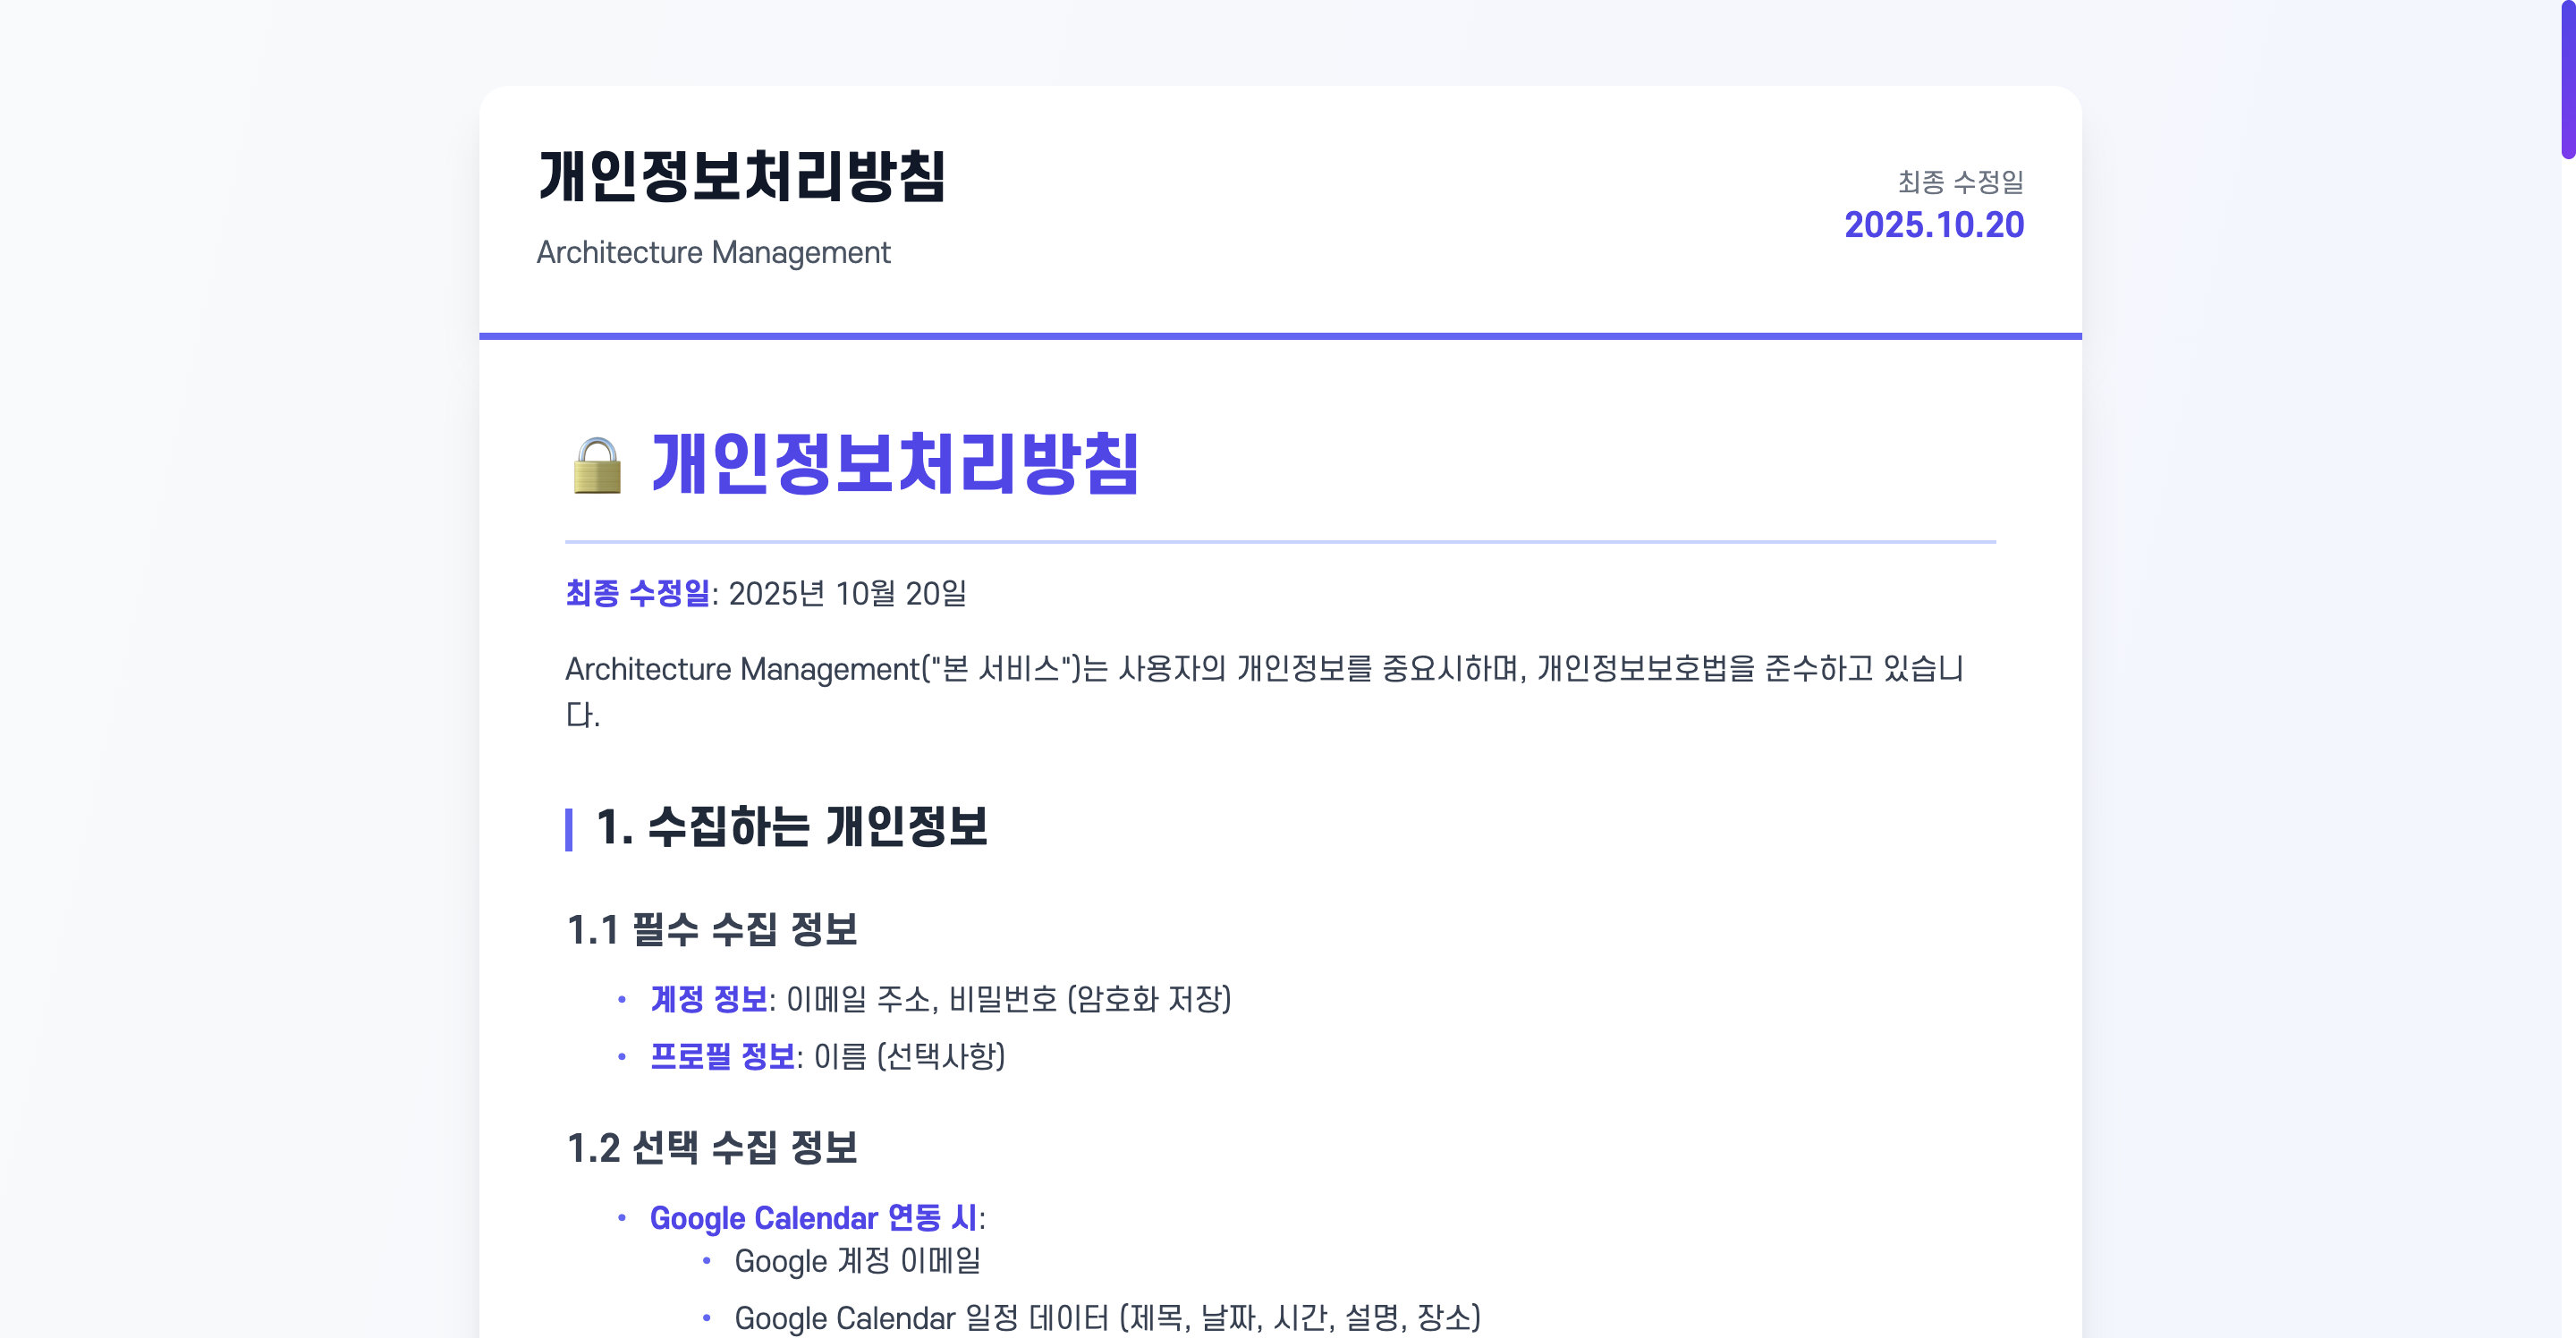 개인정보처리방침
Architecture Management
최종 수정일
2025.10.20
🔒 개인정보처리방침
최종 수정일: 2025년 10월 20일
Architecture Management("본 서비스")는 사용자의 개인정보를 중요시하며, 개인정보보호법을 준수하고 있습니
다.
1. 수집하는 개인정보
1.1 필수 수집 정보
• 계정 정보: 이메일 주소, 비밀번호 (암호화 저장)
• 프로필 정보: 이름 (선택사항)
1.2 선택 수집 정보
• Google Calendar 연동 시:
• Google 계정 이메일
• Google Calendar 일정 데이터 (제목, 날짜, 시간, 설명, 장소)